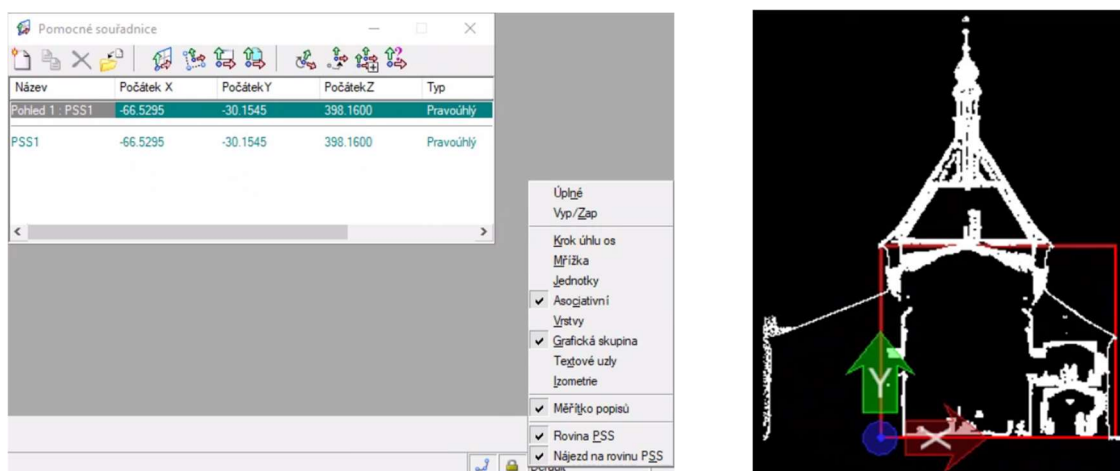 Pomocné souřadnice
Název Počátek X Počátek Y Počátek Z Typ
Pohled 1 : PSS1 -66.5295 -30.1545 398.1600 Pravoúhlý
PSS1 -66.5295 -30.1545 398.1600 Pravoúhlý
Úplné
Vyp/Zap
Krok úhlu os
Mřížka
Jednotky
Asociativní
Vrstvy
Grafická skupina
Textové uzly
Izometrie
Měřítko popisů
Rovina PSS
Nájezd na rovinu PSS
Y
X